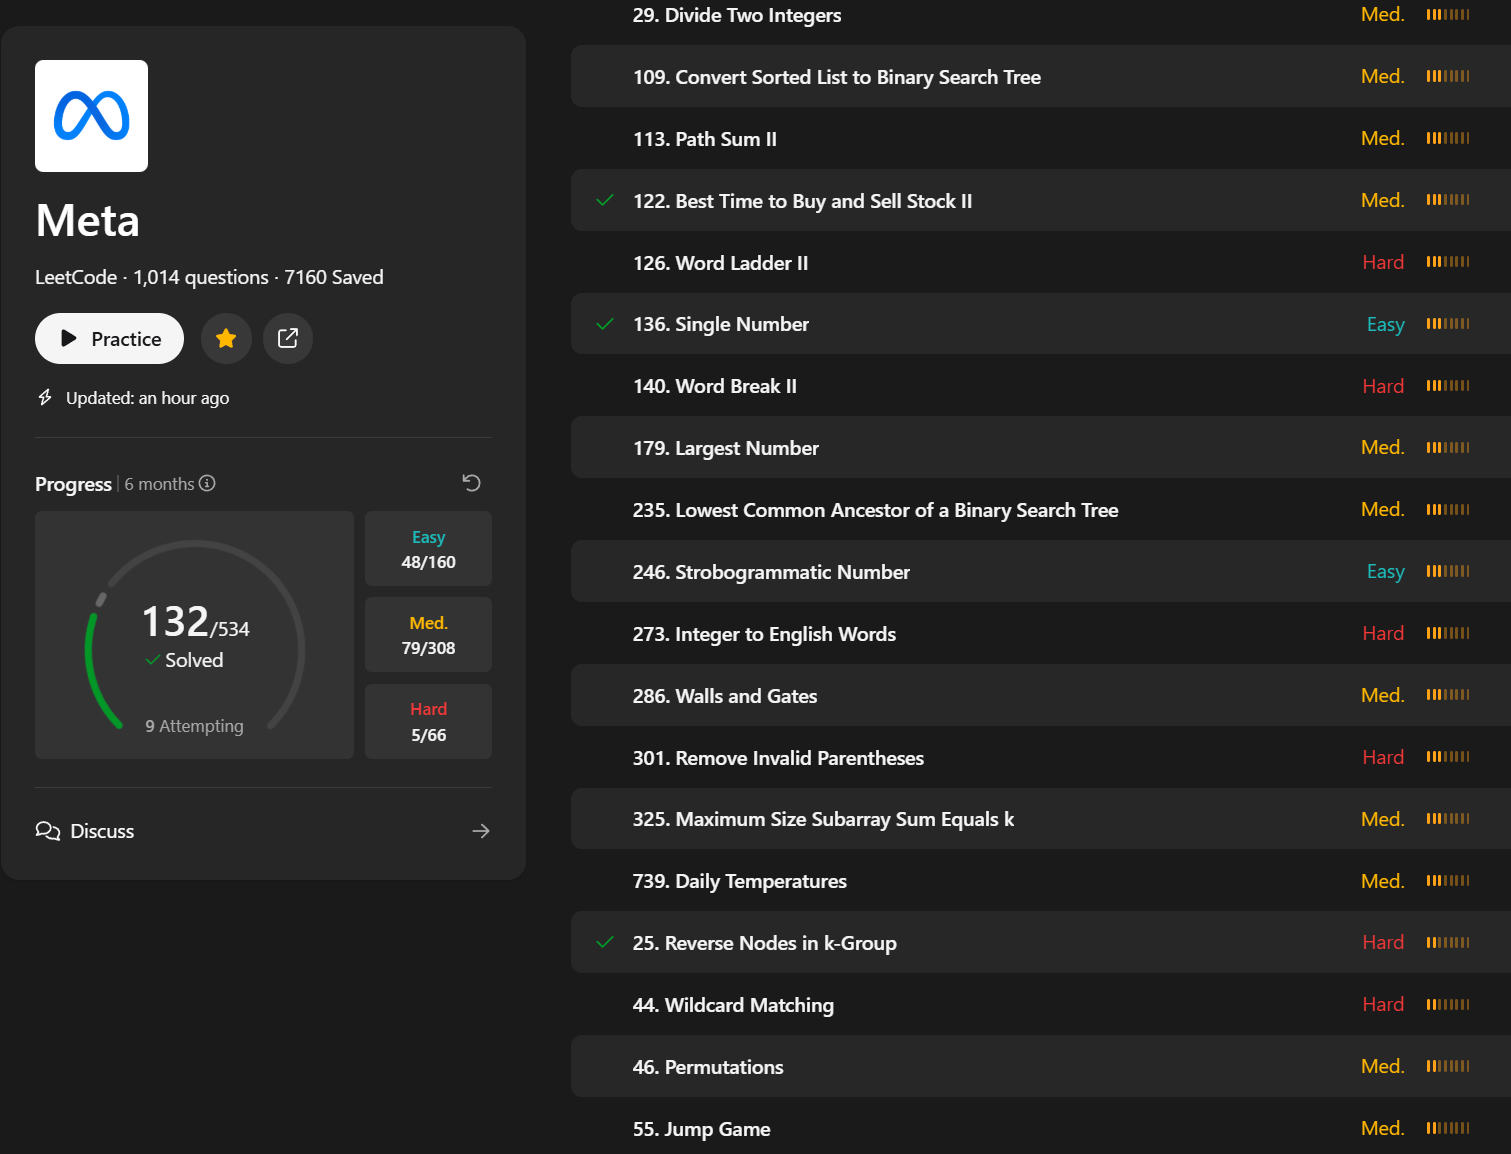 Meta
LeetCode · 1,014 questions · 7160 Saved
Practice
Updated: an hour ago
Progress | 6 months
132/534
Solved
9 Attempting
Easy
48/160
Med.
79/308
Hard
5/66
Discuss
29. Divide Two Integers Med.
109. Convert Sorted List to Binary Search Tree Med.
113. Path Sum II Med.
122. Best Time to Buy and Sell Stock II Med.
126. Word Ladder II Hard
136. Single Number Easy
140. Word Break II Hard
179. Largest Number Med.
235. Lowest Common Ancestor of a Binary Search Tree Med.
246. Strobogrammatic Number Easy
273. Integer to English Words Hard
286. Walls and Gates Med.
301. Remove Invalid Parentheses Hard
325. Maximum Size Subarray Sum Equals k Med.
739. Daily Temperatures Med.
25. Reverse Nodes in k-Group Hard
44. Wildcard Matching Hard
46. Permutations Med.
55. Jump Game Med.